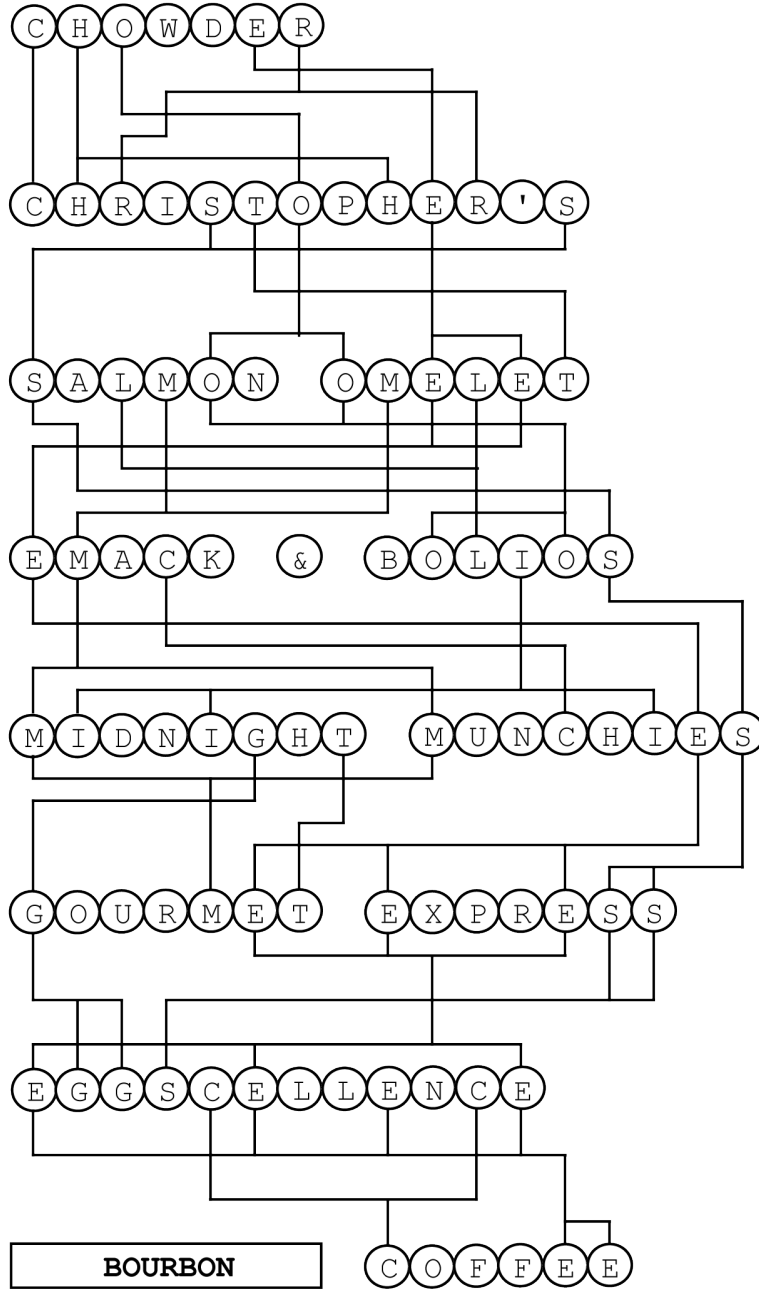 CHOWDER
CHRISTOPHER'S
SALMON OMELET
EMACK & BOLIOS
MIDNIGHT MUNCHIES
GOURMET EXPRESS
EGGSCELLENCE
BOURBON COFFEE